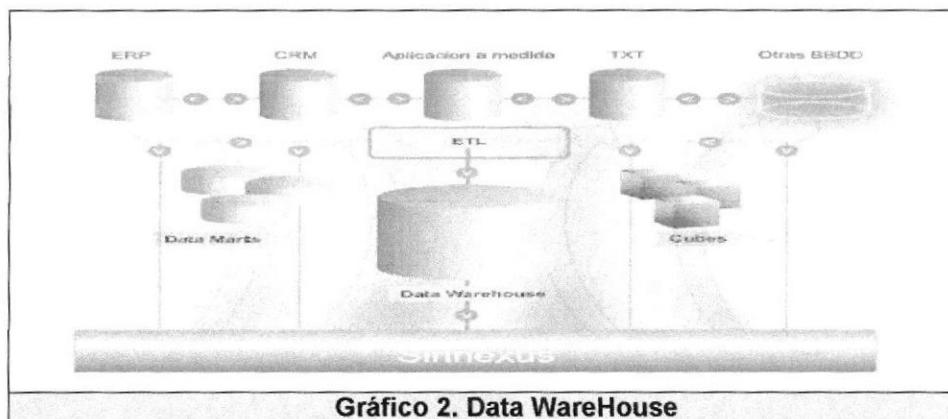 ERP CRM Aplicacion a medida TXT Otras BBDD
ETL
Data Marts
Cubes
Data Warehouse
Sinnexus
Gráfico 2. Data WareHouse